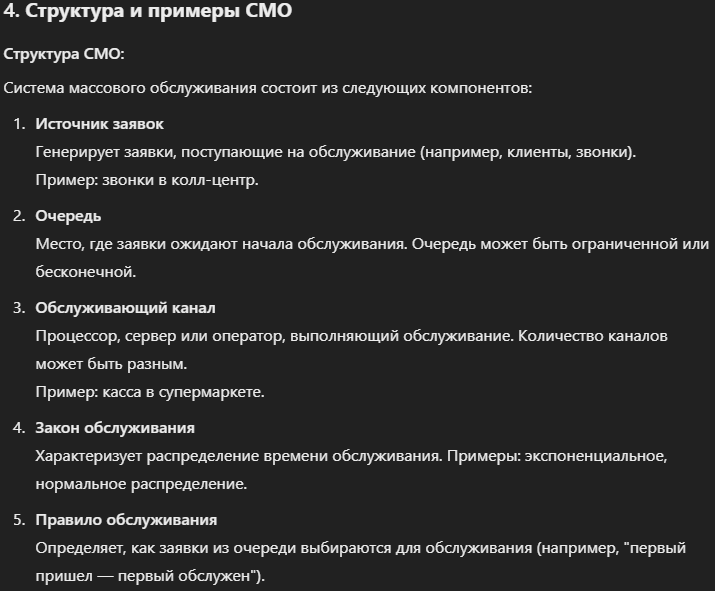 4. Структура и примеры СМО
Структура СМО:
Система массового обслуживания состоит из следующих компонентов:
1. Источник заявок
Генерирует заявки, поступающие на обслуживание (например, клиенты, звонки).
Пример: звонки в колл-центр.
2. Очередь
Место, где заявки ожидают начала обслуживания. Очередь может быть ограниченной или
бесконечной.
3. Обслуживающий канал
Процессор, сервер или оператор, выполняющий обслуживание. Количество каналов
может быть разным.
Пример: касса в супермаркете.
4. Закон обслуживания
Характеризует распределение времени обслуживания. Примеры: экспоненциальное,
нормальное распределение.
5. Правило обслуживания
Определяет, как заявки из очереди выбираются для обслуживания (например, "первый
пришел — первый обслужен").